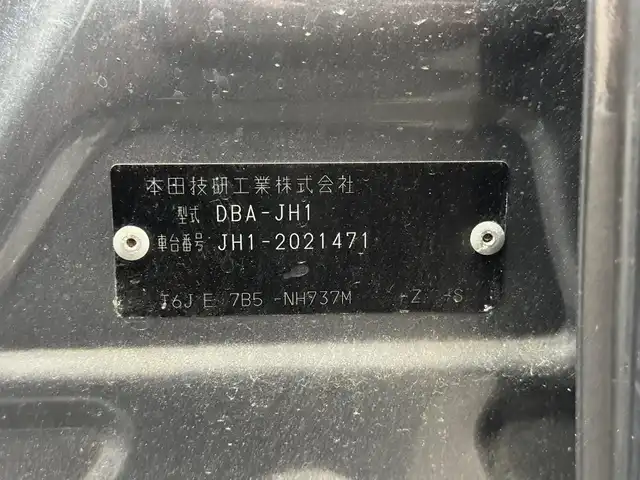 本田技研工業株式会社
型式 DBA-JH1
車台番号 JH1-2021471
T6J E 7B5 -NH737M -Z -S